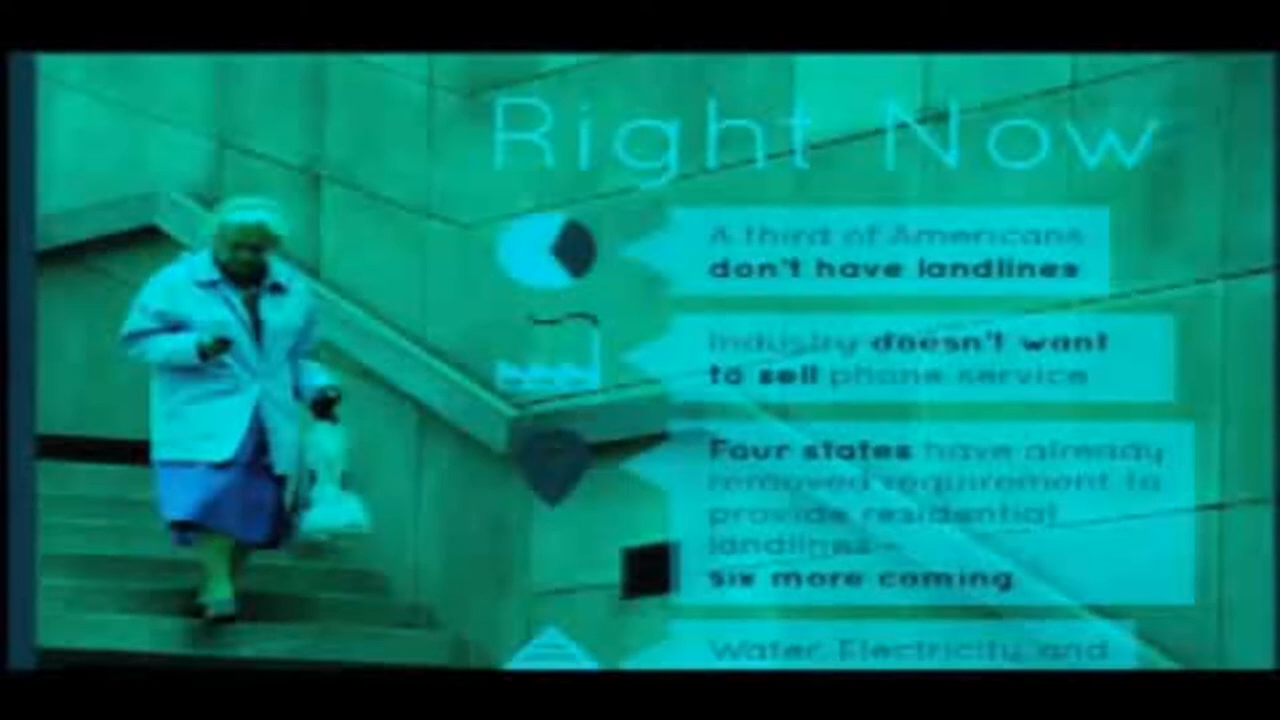 Right Now
A third of Americans
don't have landlines
Industry doesn't want
to sell phone service
Four states have already
removed requirement to
provide residential
landlines–
six more coming
Water, Electricity, and